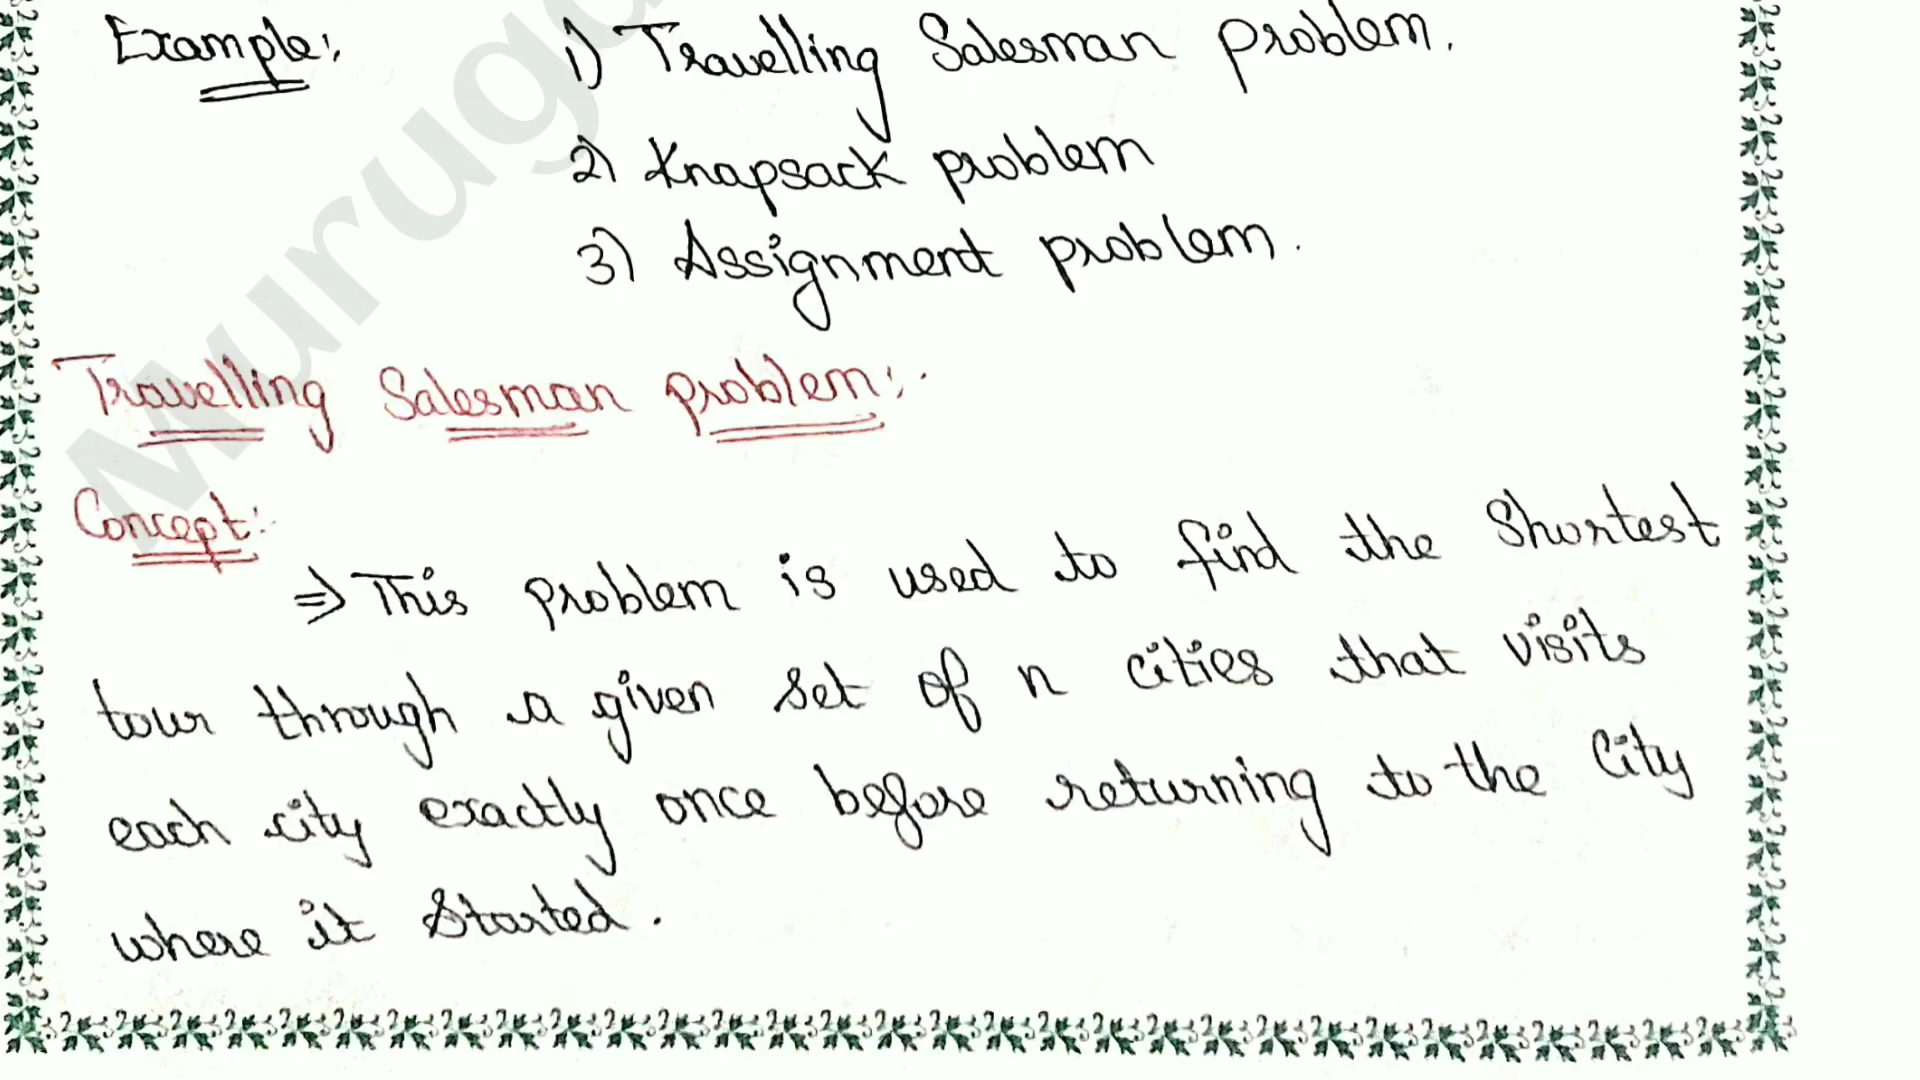 Example:
1) Travelling Salesman problem.
2) Knapsack problem
3) Assignment problem.
Travelling Salesman problem:.
Concept:
⇒ This problem is used to find the Shortest
tour through a given set of n cities that visits
each city exactly once before returning to the City
where it Started.